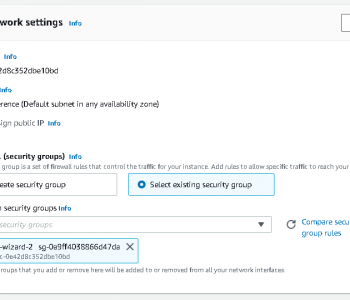 work settings Info
Info
2d8c352dbe10bd
Info
erence (Default subnet in any availability zone)
sign public IP Info
(security groups) Info
group is a set of firewall rules that control the traffic for your instance. Add rules to allow specific traffic to reach your
eate security group
Select existing security group
n security groups Info
security groups
Compare secu
group rules
-wizard-2 sg-0e9ff4038866d47da
c-0e42d8c352dbe10bd
groups that you add or remove here will be added to or removed from all your network interfaces